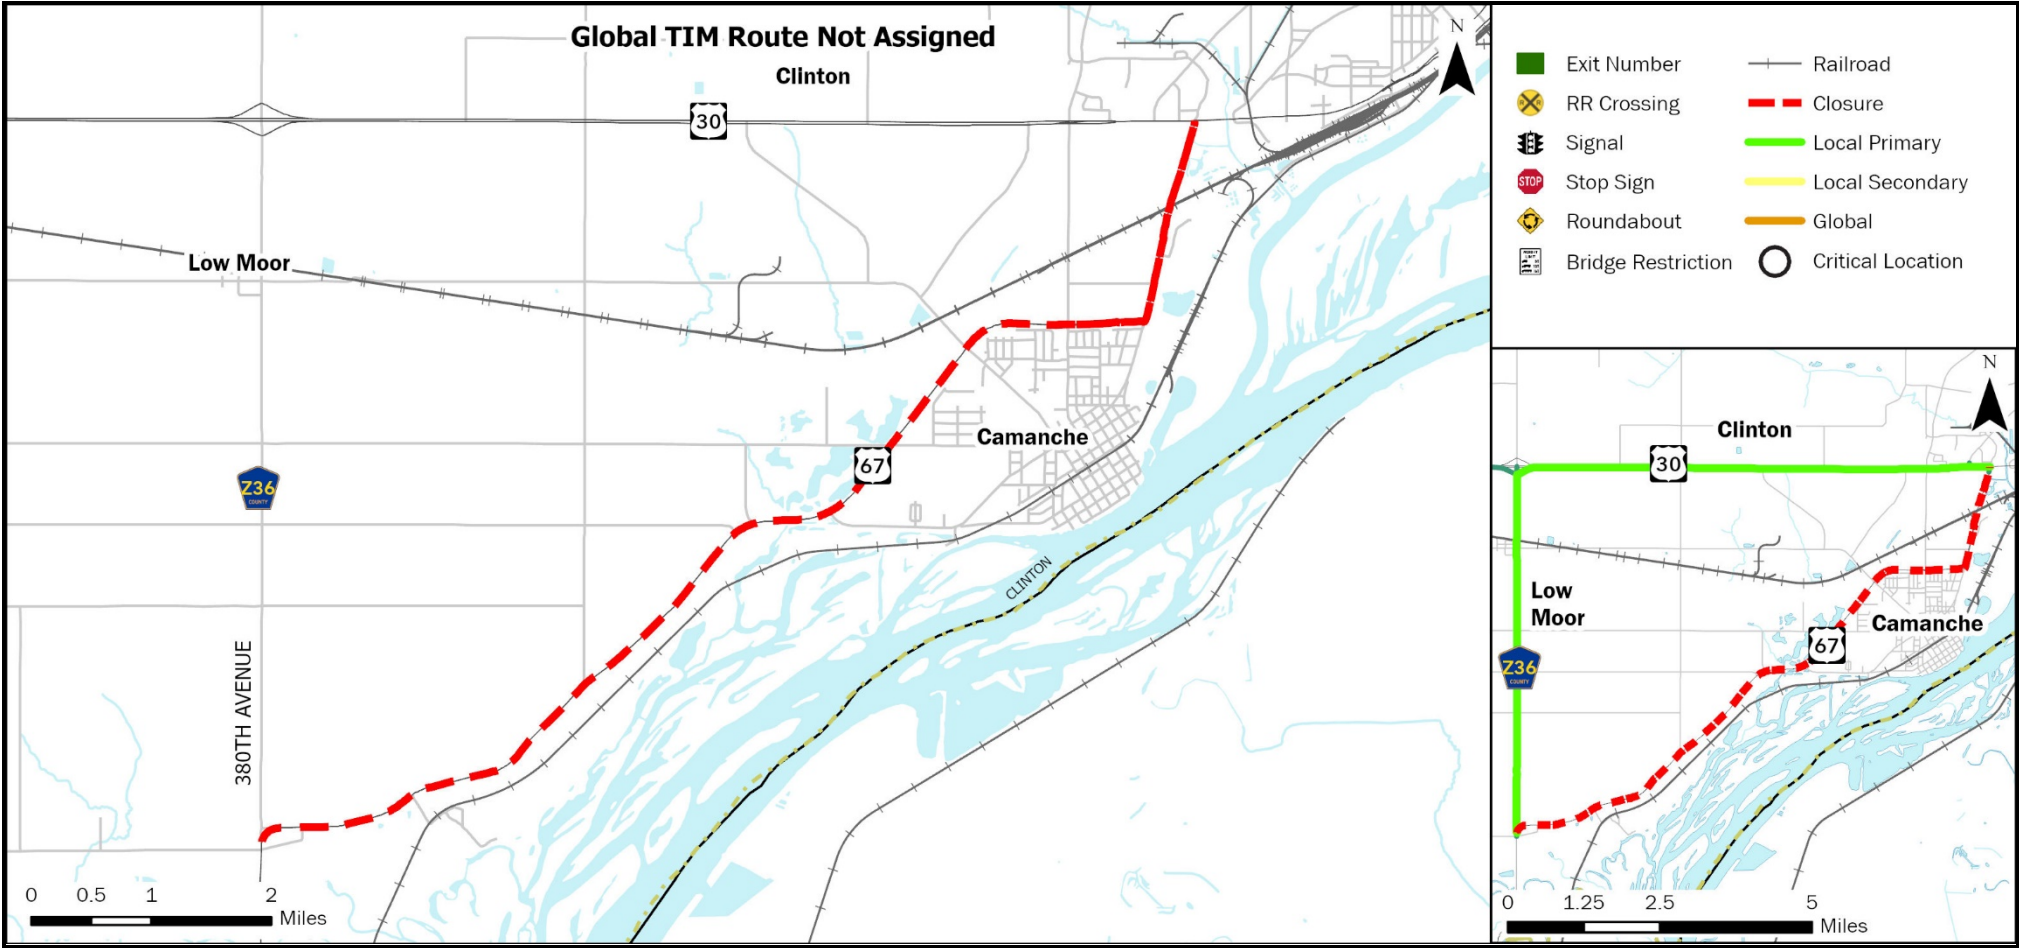 Global TIM Route Not Assigned
Clinton
N
30
Low Moor
Camanche
67
Z36
COUNTY
CLINTON
380TH AVENUE
0 0.5 1 2
Miles
Exit Number
Railroad
RR Crossing
Closure
Signal
Local Primary
STOP
Stop Sign
Local Secondary
Roundabout
Global
Bridge Restriction
Critical Location
N
Clinton
30
Low
Moor
Camanche
67
Z36
COUNTY
0 1.25 2.5 5
Miles